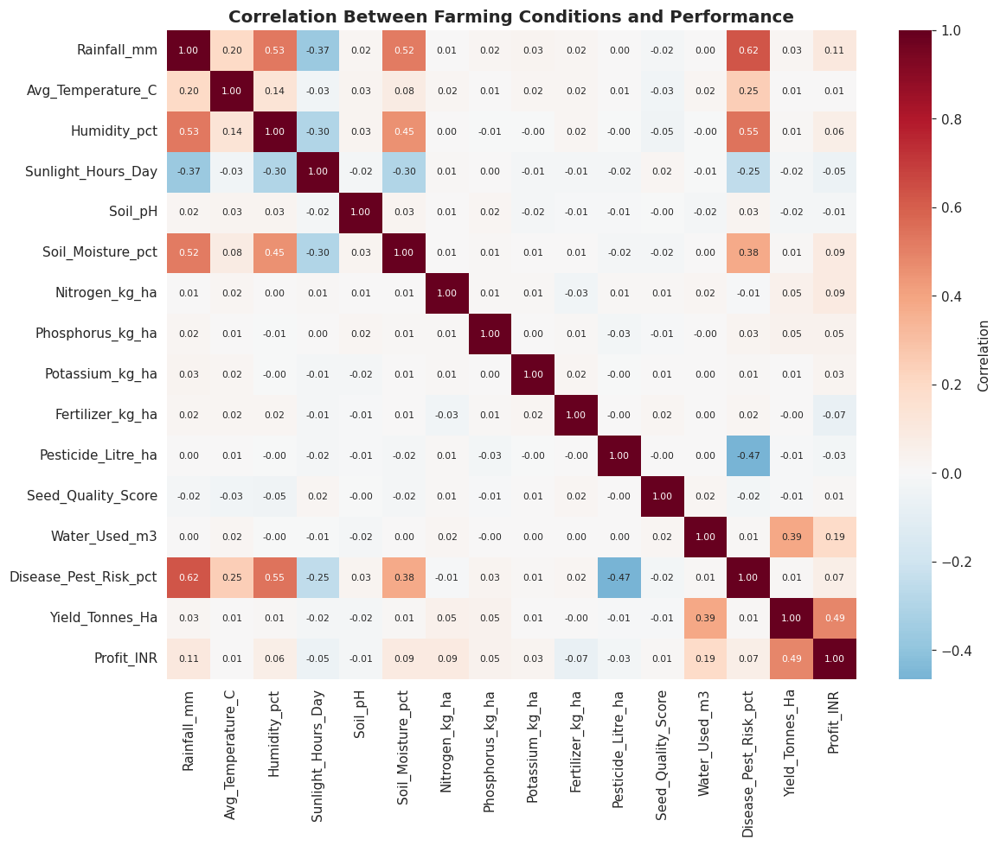 Correlation Between Farming Conditions and Performance
Rainfall_mm 1.00 0.20 0.53 -0.37 0.02 0.52 0.01 0.02 0.03 0.02 0.00 -0.02 0.00 0.62 0.03 0.11
Avg_Temperature_C 0.20 1.00 0.14 -0.03 0.03 0.08 0.02 0.01 0.02 0.02 0.01 -0.03 0.02 0.25 0.01 0.01
Humidity_pct 0.53 0.14 1.00 -0.30 0.03 0.45 0.00 -0.01 -0.00 0.02 -0.00 -0.05 -0.00 0.55 0.01 0.06
Sunlight_Hours_Day -0.37 -0.03 -0.30 1.00 -0.02 -0.30 0.01 0.00 -0.01 -0.01 -0.02 0.02 -0.01 -0.25 -0.02 -0.05
Soil_pH 0.02 0.03 0.03 -0.02 1.00 0.03 0.01 0.02 -0.02 -0.01 -0.01 -0.00 -0.02 0.03 -0.02 -0.01
Soil_Moisture_pct 0.52 0.08 0.45 -0.30 0.03 1.00 0.01 0.01 0.01 0.01 -0.02 -0.02 0.00 0.38 0.01 0.09
Nitrogen_kg_ha 0.01 0.02 0.00 0.01 0.01 0.01 1.00 0.01 0.01 -0.03 0.01 0.01 0.02 -0.01 0.05 0.09
Phosphorus_kg_ha 0.02 0.01 -0.01 0.00 0.02 0.01 0.01 1.00 0.00 0.01 -0.03 -0.01 -0.00 0.03 0.05 0.05
Potassium_kg_ha 0.03 0.02 -0.00 -0.01 -0.02 0.01 0.01 0.00 1.00 0.02 -0.00 0.01 0.00 0.01 0.01 0.03
Fertilizer_kg_ha 0.02 0.02 0.02 -0.01 -0.01 0.01 -0.03 0.01 0.02 1.00 -0.00 0.02 0.00 0.02 -0.00 -0.07
Pesticide_Litre_ha 0.00 0.01 -0.00 -0.02 -0.01 -0.02 0.01 -0.03 -0.00 -0.00 1.00 -0.00 0.00 -0.47 -0.01 -0.03
Seed_Quality_Score -0.02 -0.03 -0.05 0.02 -0.00 -0.02 0.01 -0.01 0.01 0.02 -0.00 1.00 0.02 -0.02 -0.01 0.01
Water_Used_m3 0.00 0.02 -0.00 -0.01 -0.02 0.00 0.02 -0.00 0.00 0.00 0.00 0.02 1.00 0.01 0.39 0.19
Disease_Pest_Risk_pct 0.62 0.25 0.55 -0.25 0.03 0.38 -0.01 0.03 0.01 0.02 -0.47 -0.02 0.01 1.00 0.01 0.07
Yield_Tonnes_Ha 0.03 0.01 0.01 -0.02 -0.02 0.01 0.05 0.05 0.01 -0.00 -0.01 -0.01 0.39 0.01 1.00 0.49
Profit_INR 0.11 0.01 0.06 -0.05 -0.01 0.09 0.09 0.05 0.03 -0.07 -0.03 0.01 0.19 0.07 0.49 1.00
Rainfall_mm
Avg_Temperature_C
Humidity_pct
Sunlight_Hours_Day
Soil_pH
Soil_Moisture_pct
Nitrogen_kg_ha
Phosphorus_kg_ha
Potassium_kg_ha
Fertilizer_kg_ha
Pesticide_Litre_ha
Seed_Quality_Score
Water_Used_m3
Disease_Pest_Risk_pct
Yield_Tonnes_Ha
Profit_INR
1.0
0.8
0.6
0.4
0.2
0.0
−0.2
−0.4
Correlation